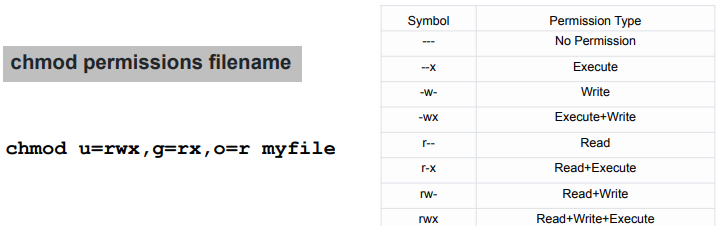 chmod permissions filename
chmod u=rwx,g=rx,o=r myfile
Symbol Permission Type
--- No Permission
--x Execute
-w- Write
-wx Execute+Write
r-- Read
r-x Read+Execute
rw- Read+Write
rwx Read+Write+Execute